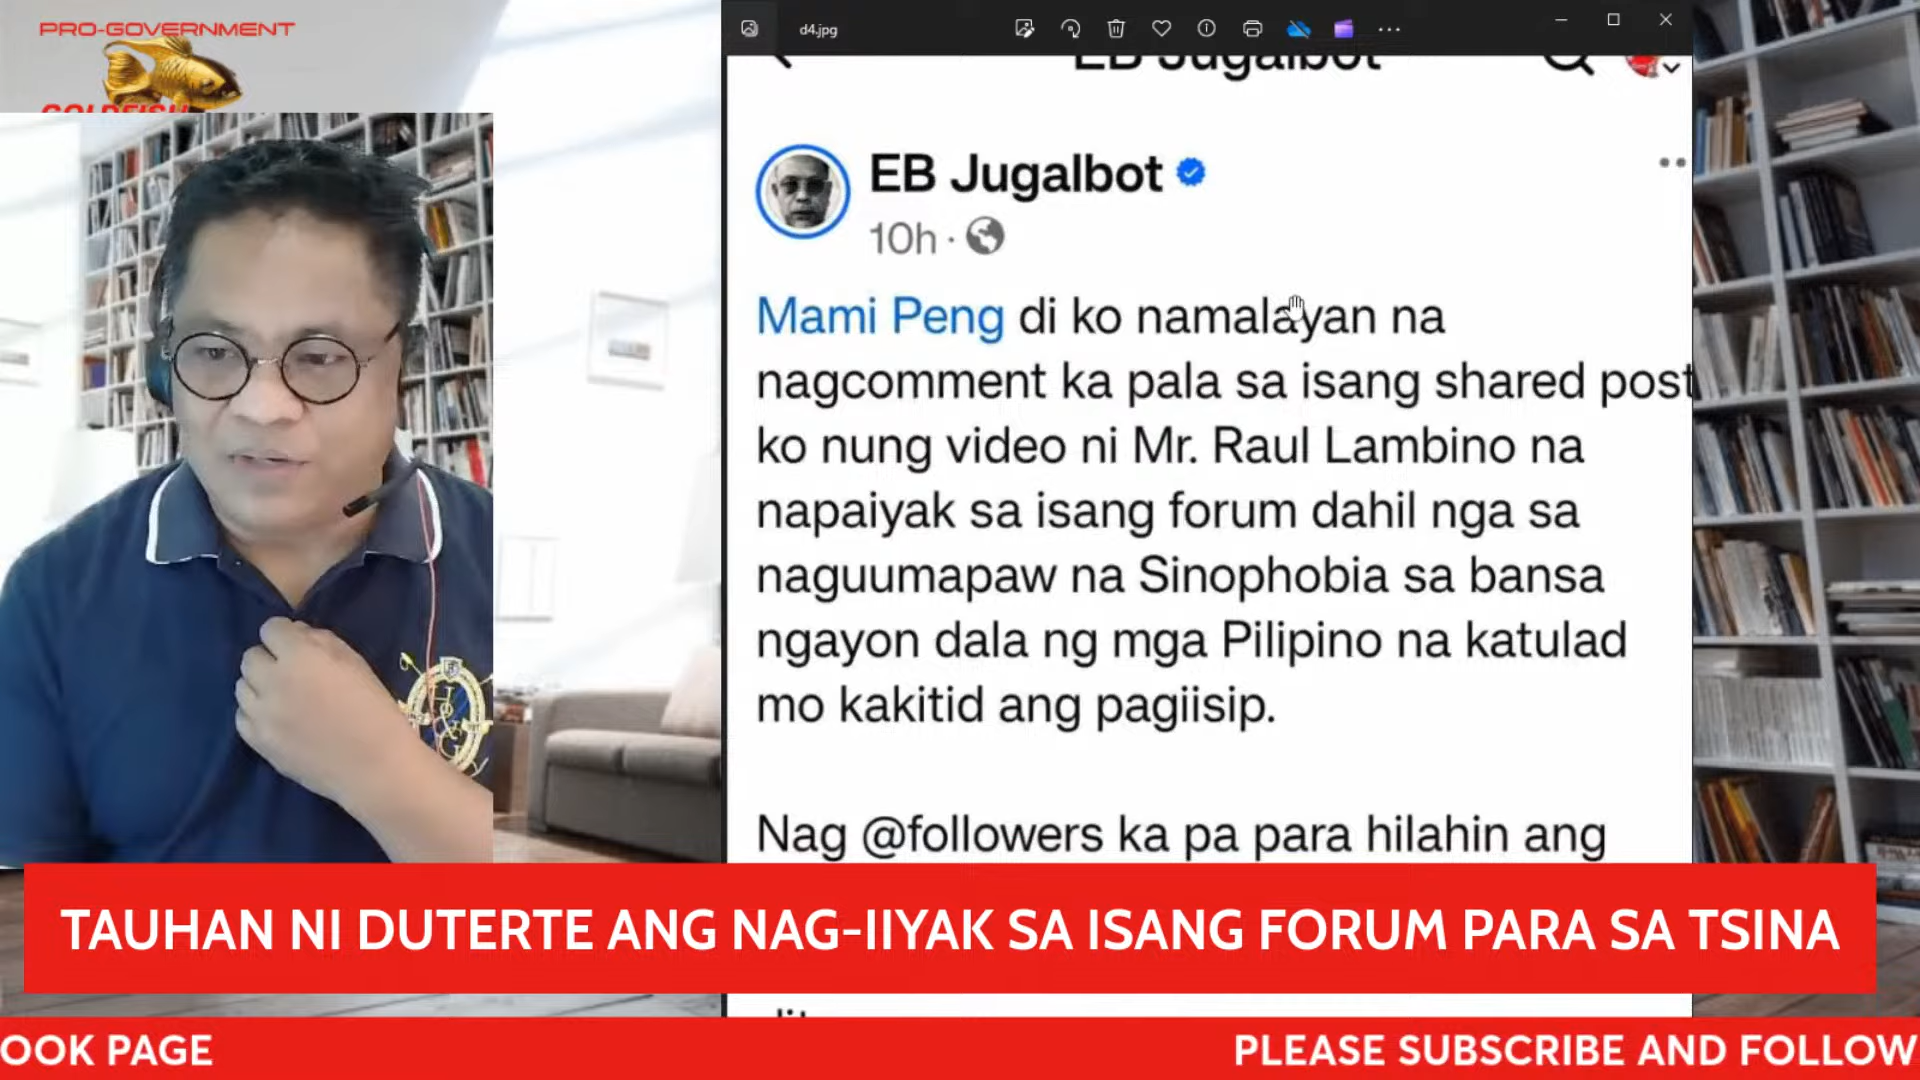 PRO-GOVERNMENT
GOLDFISH
d4.jpg
EB Jugalbot
EB Jugalbot
10h ·
Mami Peng di ko namalayan na
nagcomment ka pala sa isang shared post
ko nung video ni Mr. Raul Lambino na
napaiyak sa isang forum dahil nga sa
naguumapaw na Sinophobia sa bansa
ngayon dala ng mga Pilipino na katulad
mo kakitid ang pagiisip.
Nag @followers ka pa para hilahin ang
TAUHAN NI DUTERTE ANG NAG-IIYAK SA ISANG FORUM PARA SA TSINA
OOK PAGE
PLEASE SUBSCRIBE AND FOLLOW